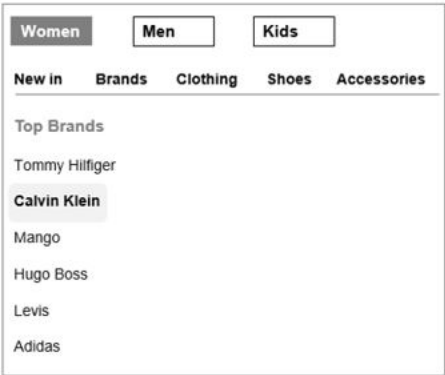 Women Men Kids
New in Brands Clothing Shoes Accessories
Top Brands
Tommy Hilfiger
Calvin Klein
Mango
Hugo Boss
Levis
Adidas